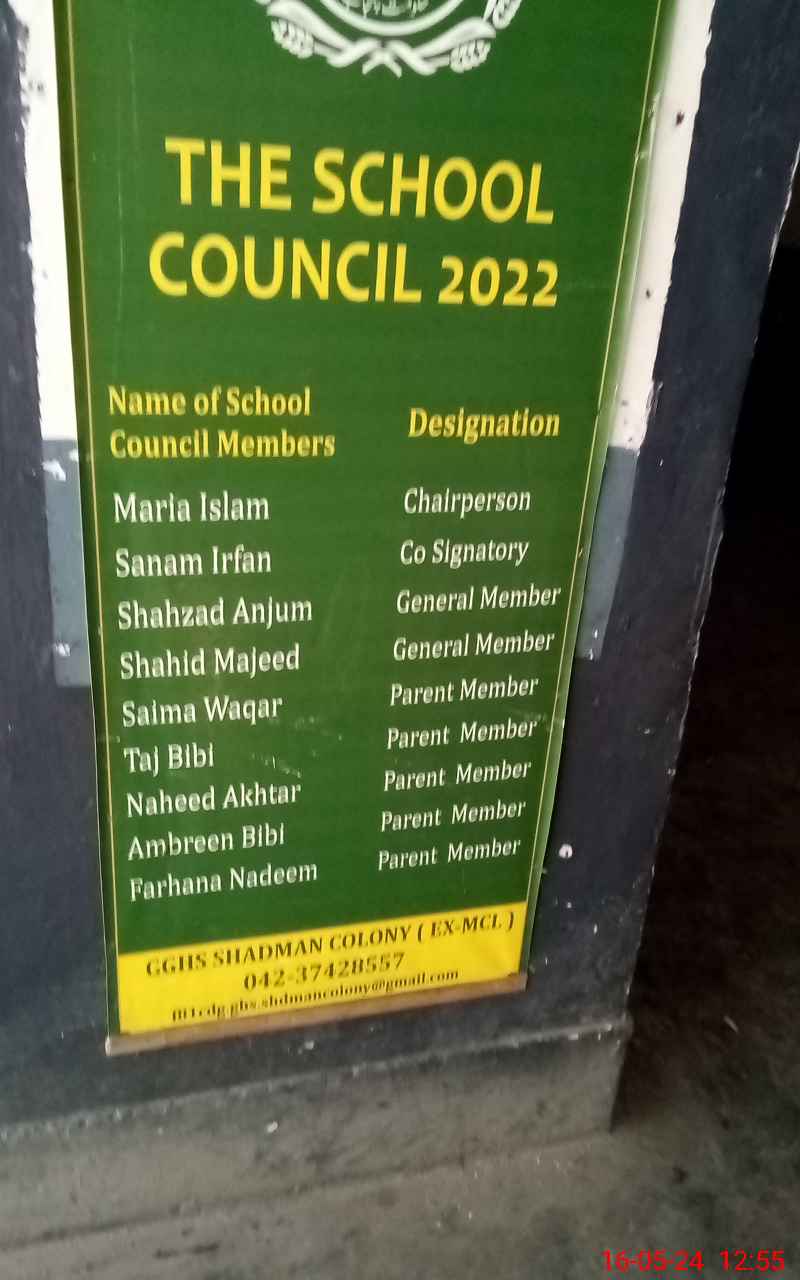 THE SCHOOL
COUNCIL 2022
Name of School
Council Members
Designation
Maria Islam Chairperson
Sanam Irfan Co Signatory
Shahzad Anjum General Member
Shahid Majeed General Member
Saima Waqar Parent Member
Taj Bibi Parent Member
Naheed Akhtar Parent Member
Ambreen Bibi Parent Member
Farhana Nadeem Parent Member
GGHS SHADMAN COLONY ( EX-MCL )
042-37428557
16-05-24 12:55